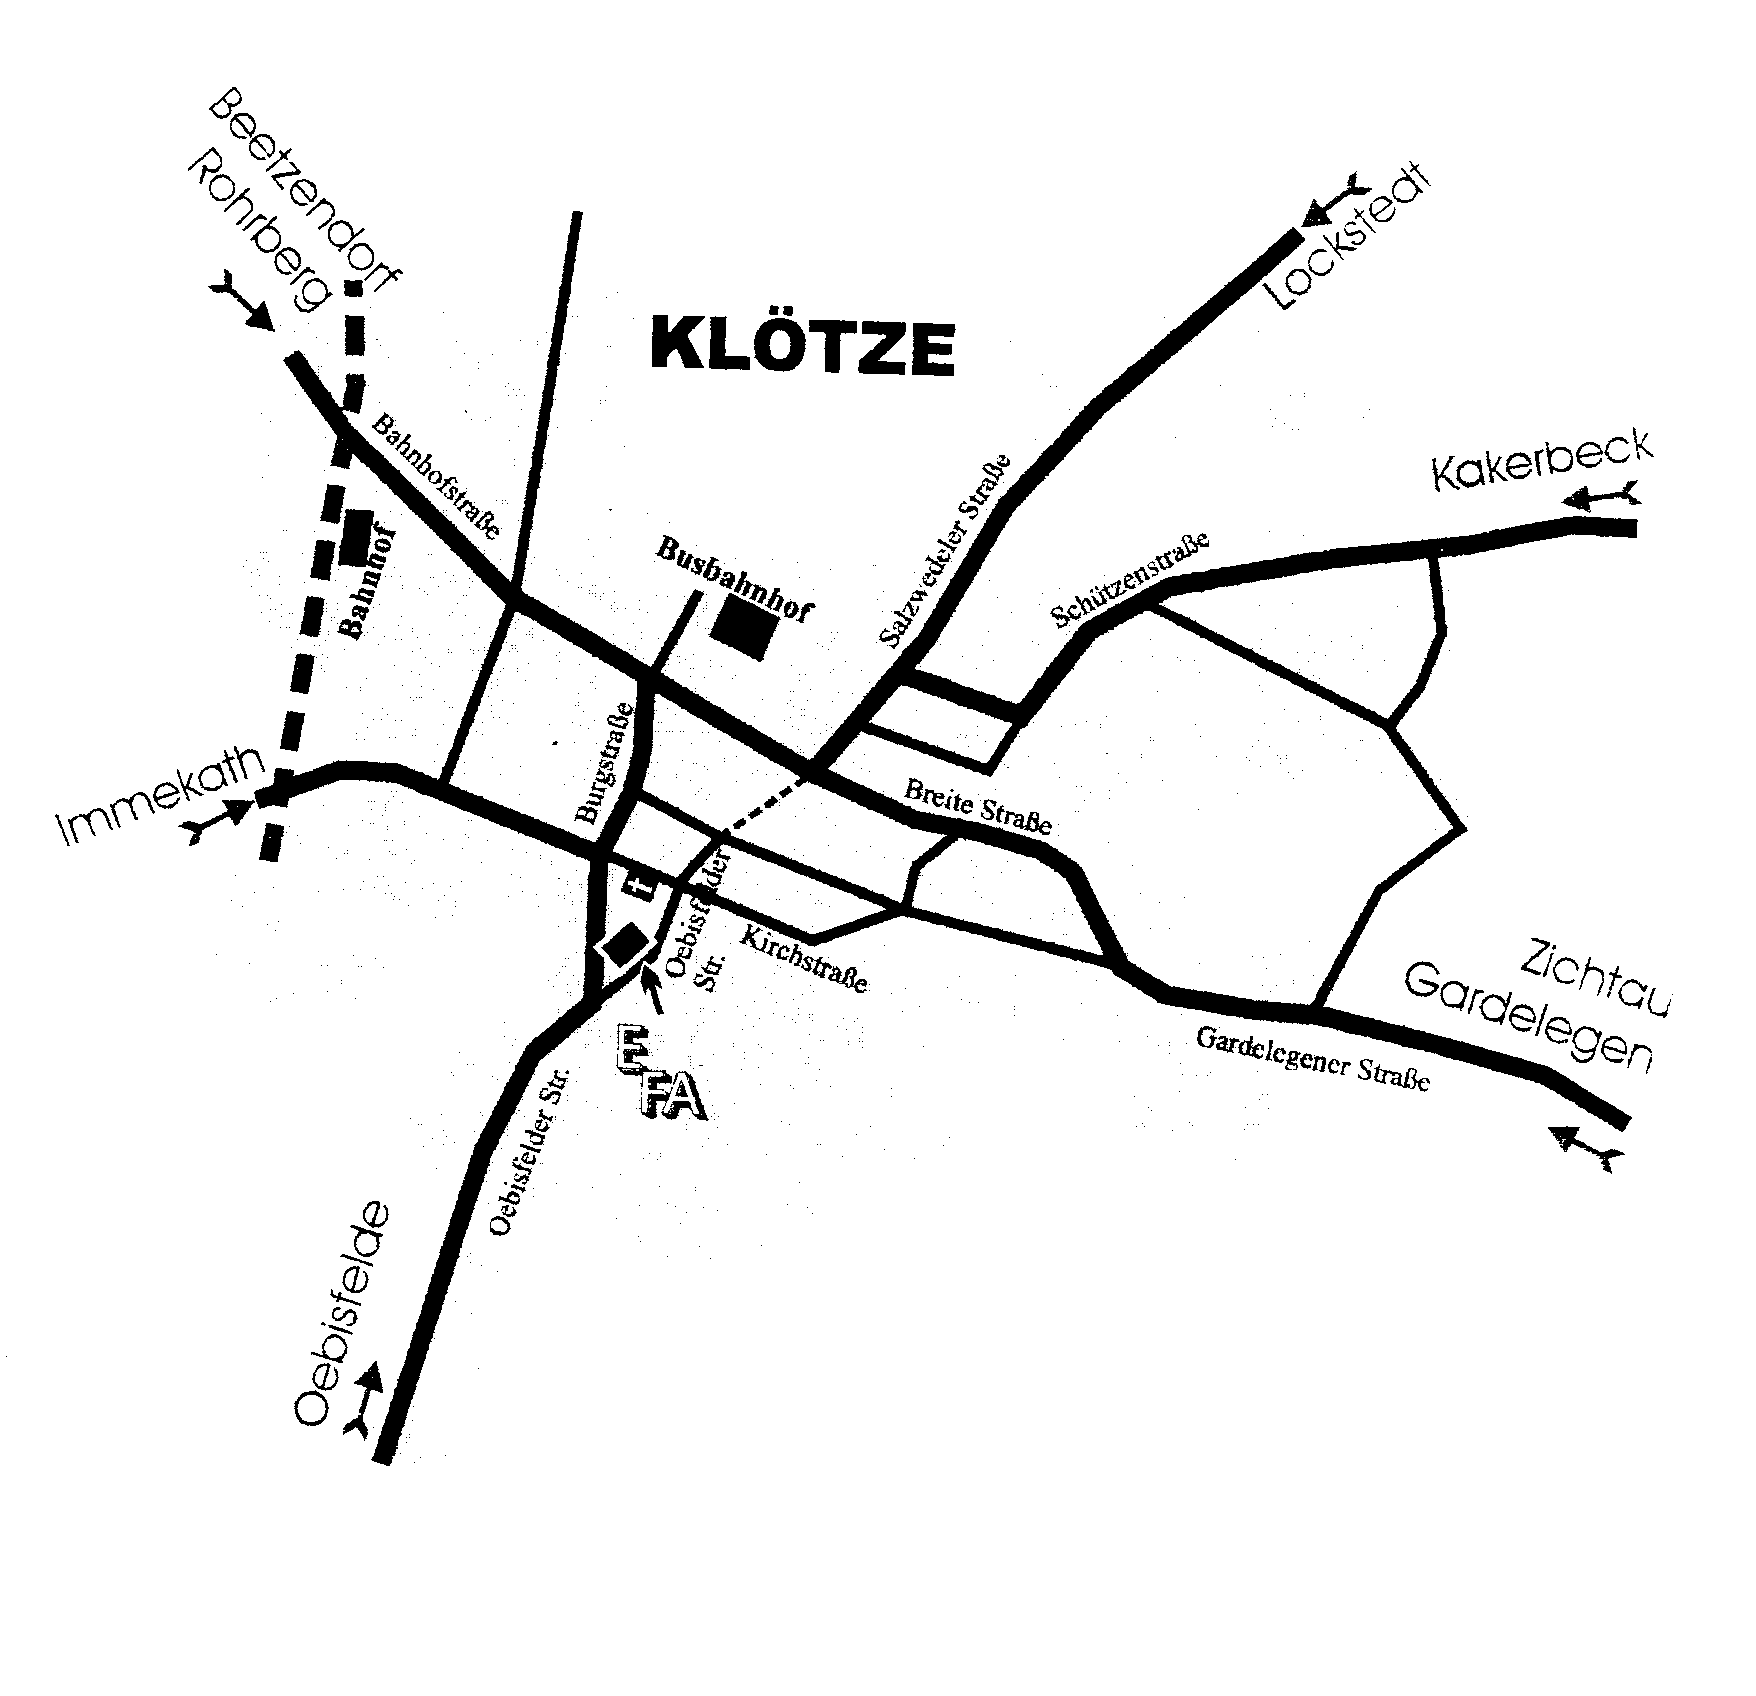 Beetzendorf
Rohrberg
Lockstedt
KLÖTZE
Kakerbeck
Bahnhofstraße
Salzwedeler Straße
Bahnhof
Busbahnhof
Schützenstraße
Immekath
Burgstraße
Breite Straße
Oebisfelder
Str.
Kirchstraße
Zichtau
Gardelegen
EFA
Gardelegener Straße
Oebisfelder Str.
Oebisfelde